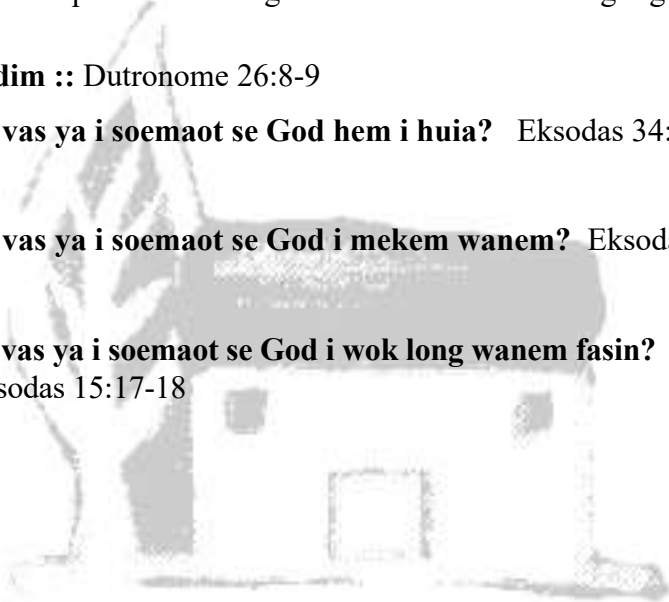 dim :: Dutronome 26:8-9
vas ya i soemaot se God hem i huia? Eksodas 34:
vas ya i soemaot se God i mekem wanem? Eksoda
vas ya i soemaot se God i wok long wanem fasin?
sodas 15:17-18